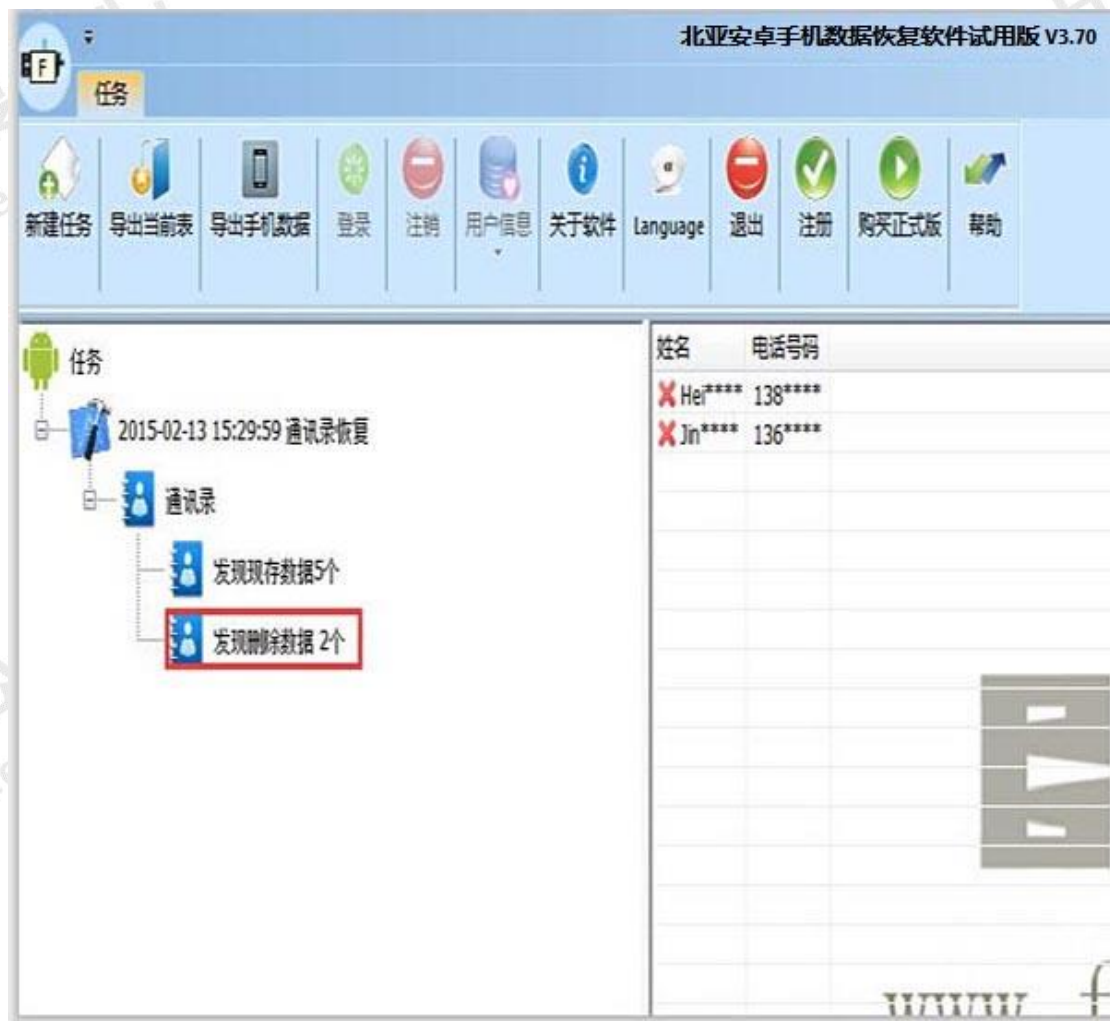 北亚安卓手机数据恢复软件试用版 V3.70
F
任务
新建任务 导出当前表 导出手机数据 登录 注销 用户信息 关于软件 Language 退出 注册 购买正式版 帮助
任务
2015-02-13 15:29:59 通讯录恢复
通讯录
发现现存数据5个
发现删除数据 2个
姓名 电话号码
Hei**** 138****
Jin**** 136****
www f